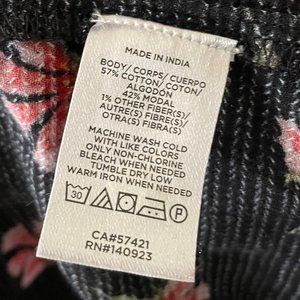 MADE IN INDIA
BODY/ CORPS/ CUERPO
57% COTTON/ COTON/
ALGODON
42% MODAL
1% OTHER FIBER(S)/
AUTRE(S) FIBRE(S)/
OTRA FIBRA(S)
MACHINE WASH COLD
WITH LIKE COLORS
ONLY NON-CHLORINE
BLEACH WHEN NEEDED
TUMBLE DRY LOW
WARM IRON WHEN NEEDED
30 P
CA#57421
RN#140923